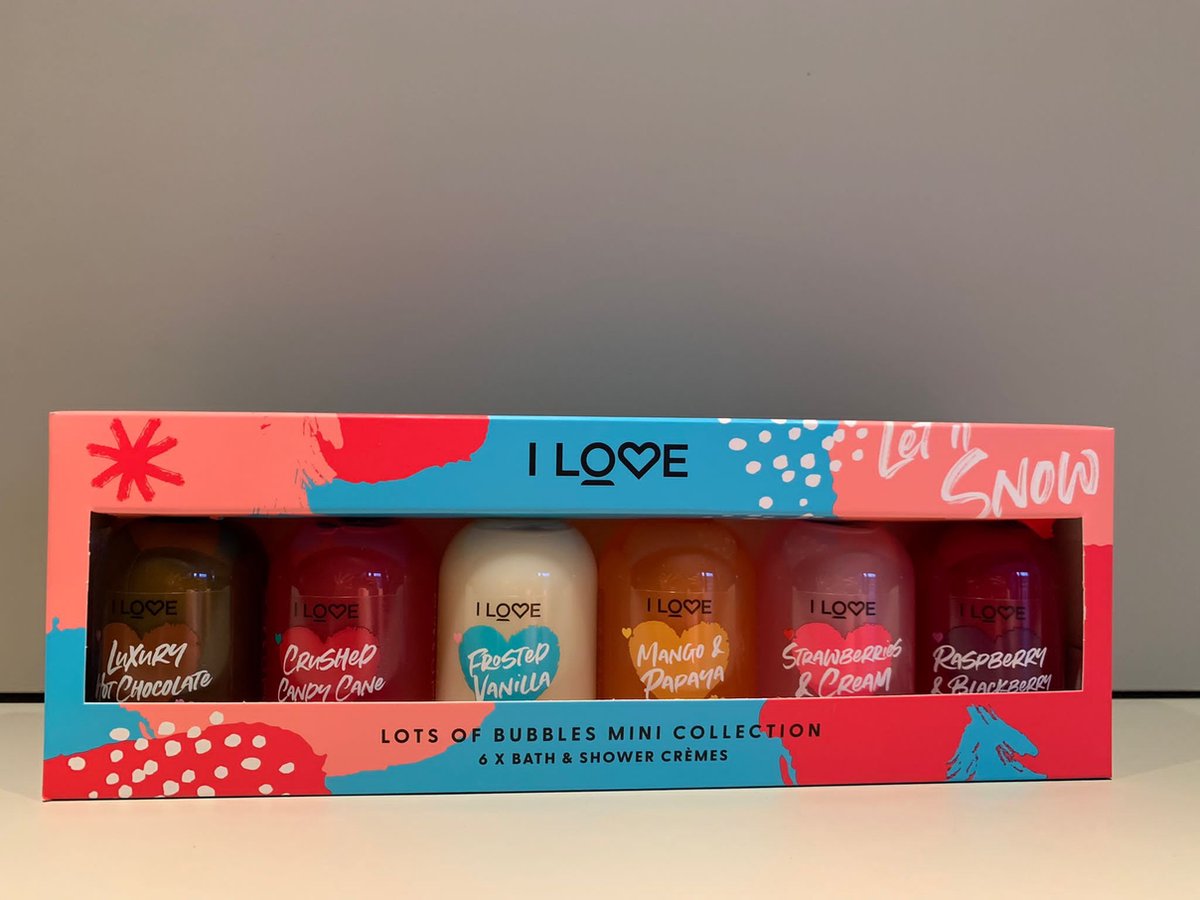 I LOVE
Let it
SNOW
I LOVE
LUXURY
HOT CHOCOLATE
I LOVE
CRUSHED
CANDY CANE
I LOVE
FROSTED
VANILLA
I LOVE
MANGO &
PAPAYA
I LOVE
STRAWBERRIES
& CREAM
I LOVE
RASPBERRY
& BLACKBERRY
LOTS OF BUBBLES MINI COLLECTION
6 X BATH & SHOWER CRÈMES